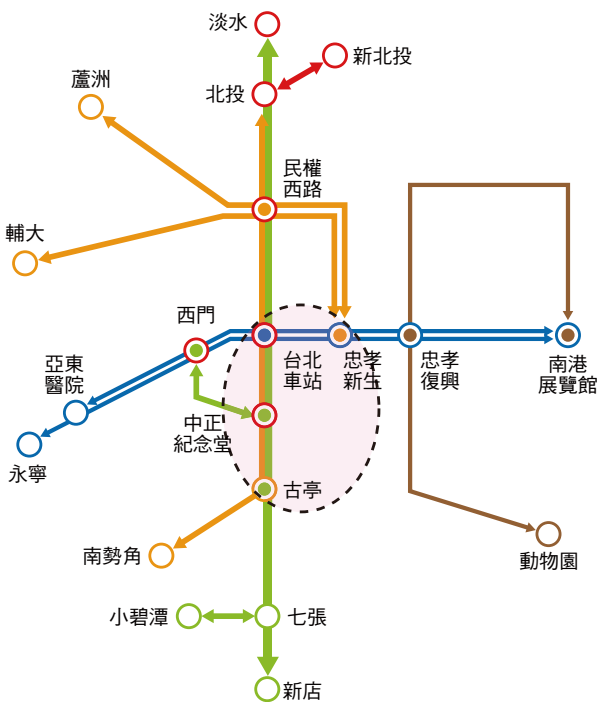 淡水
新北投
蘆洲
北投
民權
西路
輔大
西門
台北
車站
忠孝
新生
忠孝
復興
南港
展覽館
亞東
醫院
中正
紀念堂
永寧
古亭
南勢角
動物園
小碧潭
七張
新店